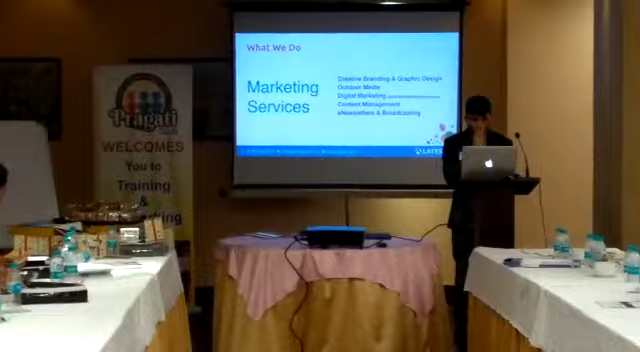 What We Do
Marketing
Services
Creative Branding & Graphic Design
Outdoor Media
Digital Marketing
Content Management
eNewsletters & Broadcasting
LATES
Pragati
WELCOMES
You to
Training
&